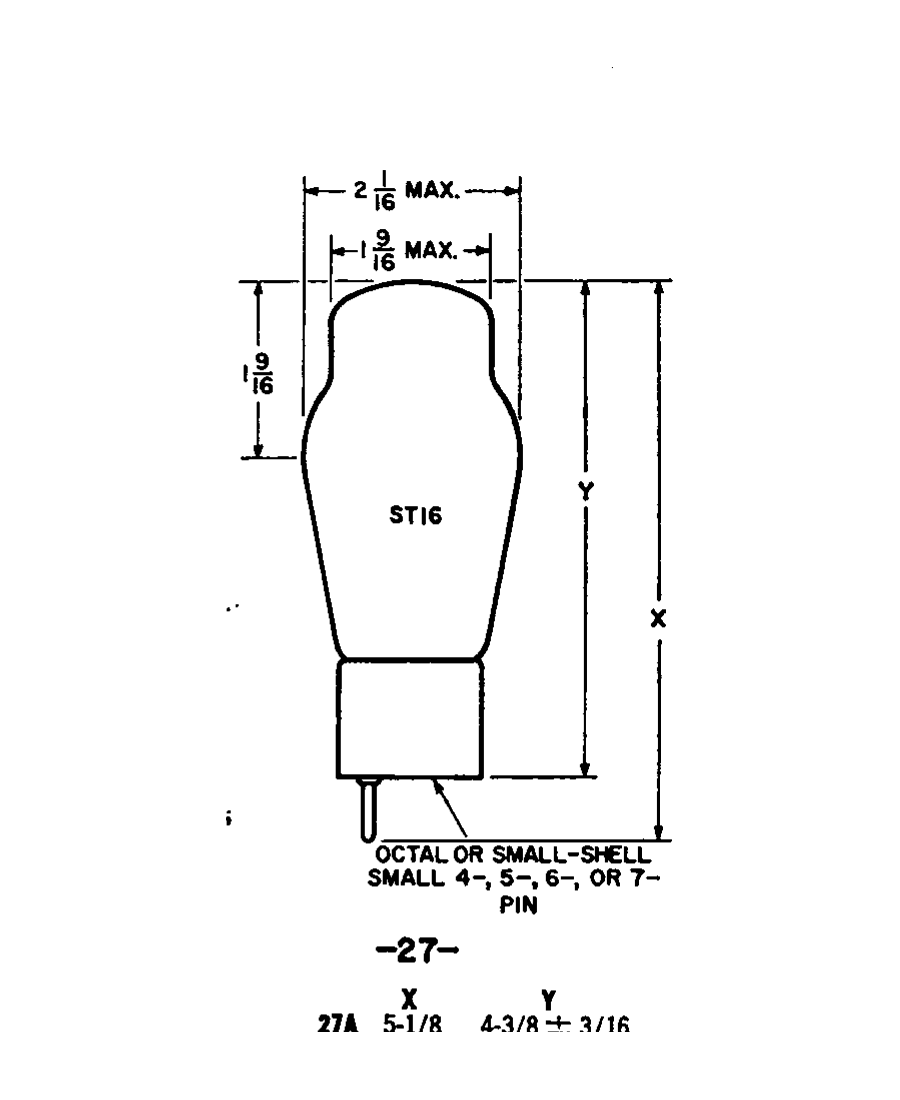 2 1/16 MAX.
1 9/16 MAX.
1 9/16
Y
ST16
X
OCTAL OR SMALL-SHELL
SMALL 4-, 5-, 6-, OR 7-
PIN
-27-
X Y
27A 5-1/8 4-3/8 ± 3/16